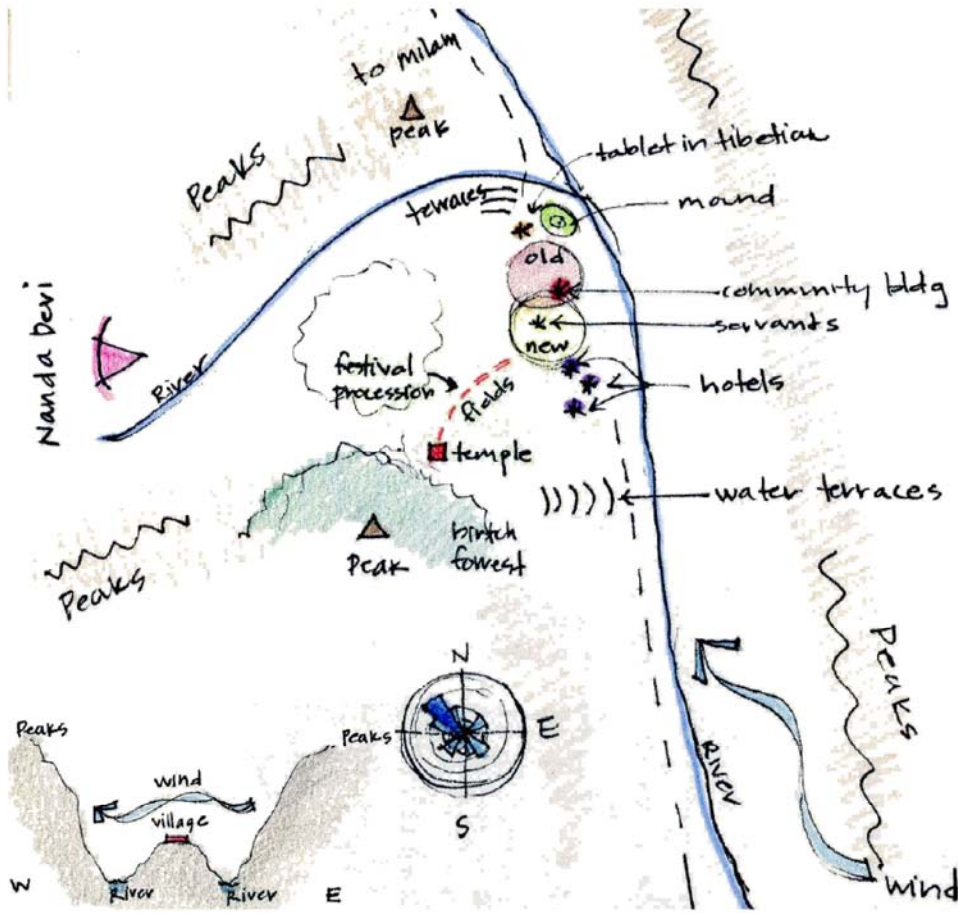 to milam
peak
Peaks
tablet in tibetian
terraces
mound
old
community bldg
servants
new
Nanda Devi
River
festival
procession
fields
hotels
temple
water terraces
birtch
forrest
Peak
Peaks
Peaks
N
E
S
River
wind
Peaks
Peaks
wind
village
River
River
W
E